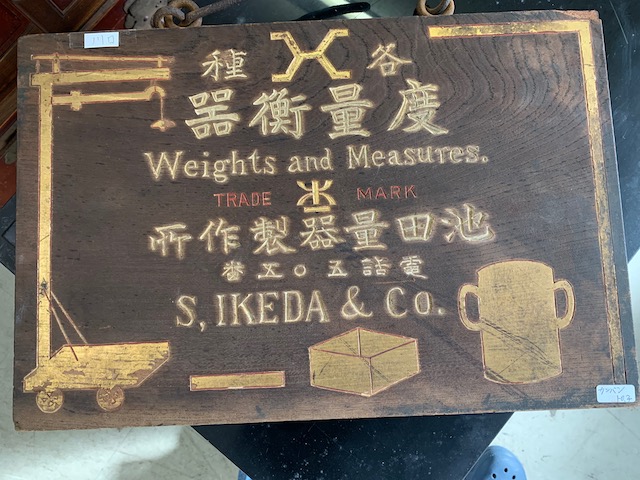 各種
度量衡器
Weights and Measures.
TRADE MARK
池田量器製作所
電話五〇五番
S, IKEDA & Co.